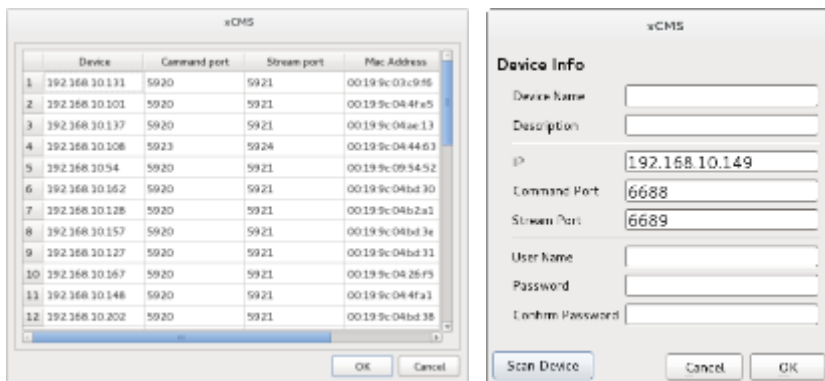 xCMS
Device Command port Stream port Mac Address
1 192.168.10.131 5920 5921 00:19:9c:03:c9:f6
2 192.168.10.101 5920 5921 00:19:9c:04:4f:e5
3 192.168.10.137 5920 5921 00:19:9c:04:ae:13
4 192.168.10.108 5923 5924 00:19:9c:04:44:63
5 192.168.10.54 5920 5921 00:19:9c:09:54:52
6 192.168.10.162 5920 5921 00:19:9c:04:bd:30
7 192.168.10.128 5920 5921 00:19:9c:04:b2:a1
8 192.168.10.157 5920 5921 00:19:9c:04:bd:3e
9 192.168.10.127 5920 5921 00:19:9c:04:bd:31
10 192.168.10.167 5920 5921 00:19:9c:04:26:f5
11 192.168.10.148 5920 5921 00:19:9c:04:4f:a1
12 192.168.10.202 5920 5921 00:19:9c:04:bd:38
OK Cancel
xCMS
Device Info
Device Name
Description
IP 192.168.10.149
Command Port 6688
Stream Port 6689
User Name
Password
Confirm Password
Scan Device Cancel OK